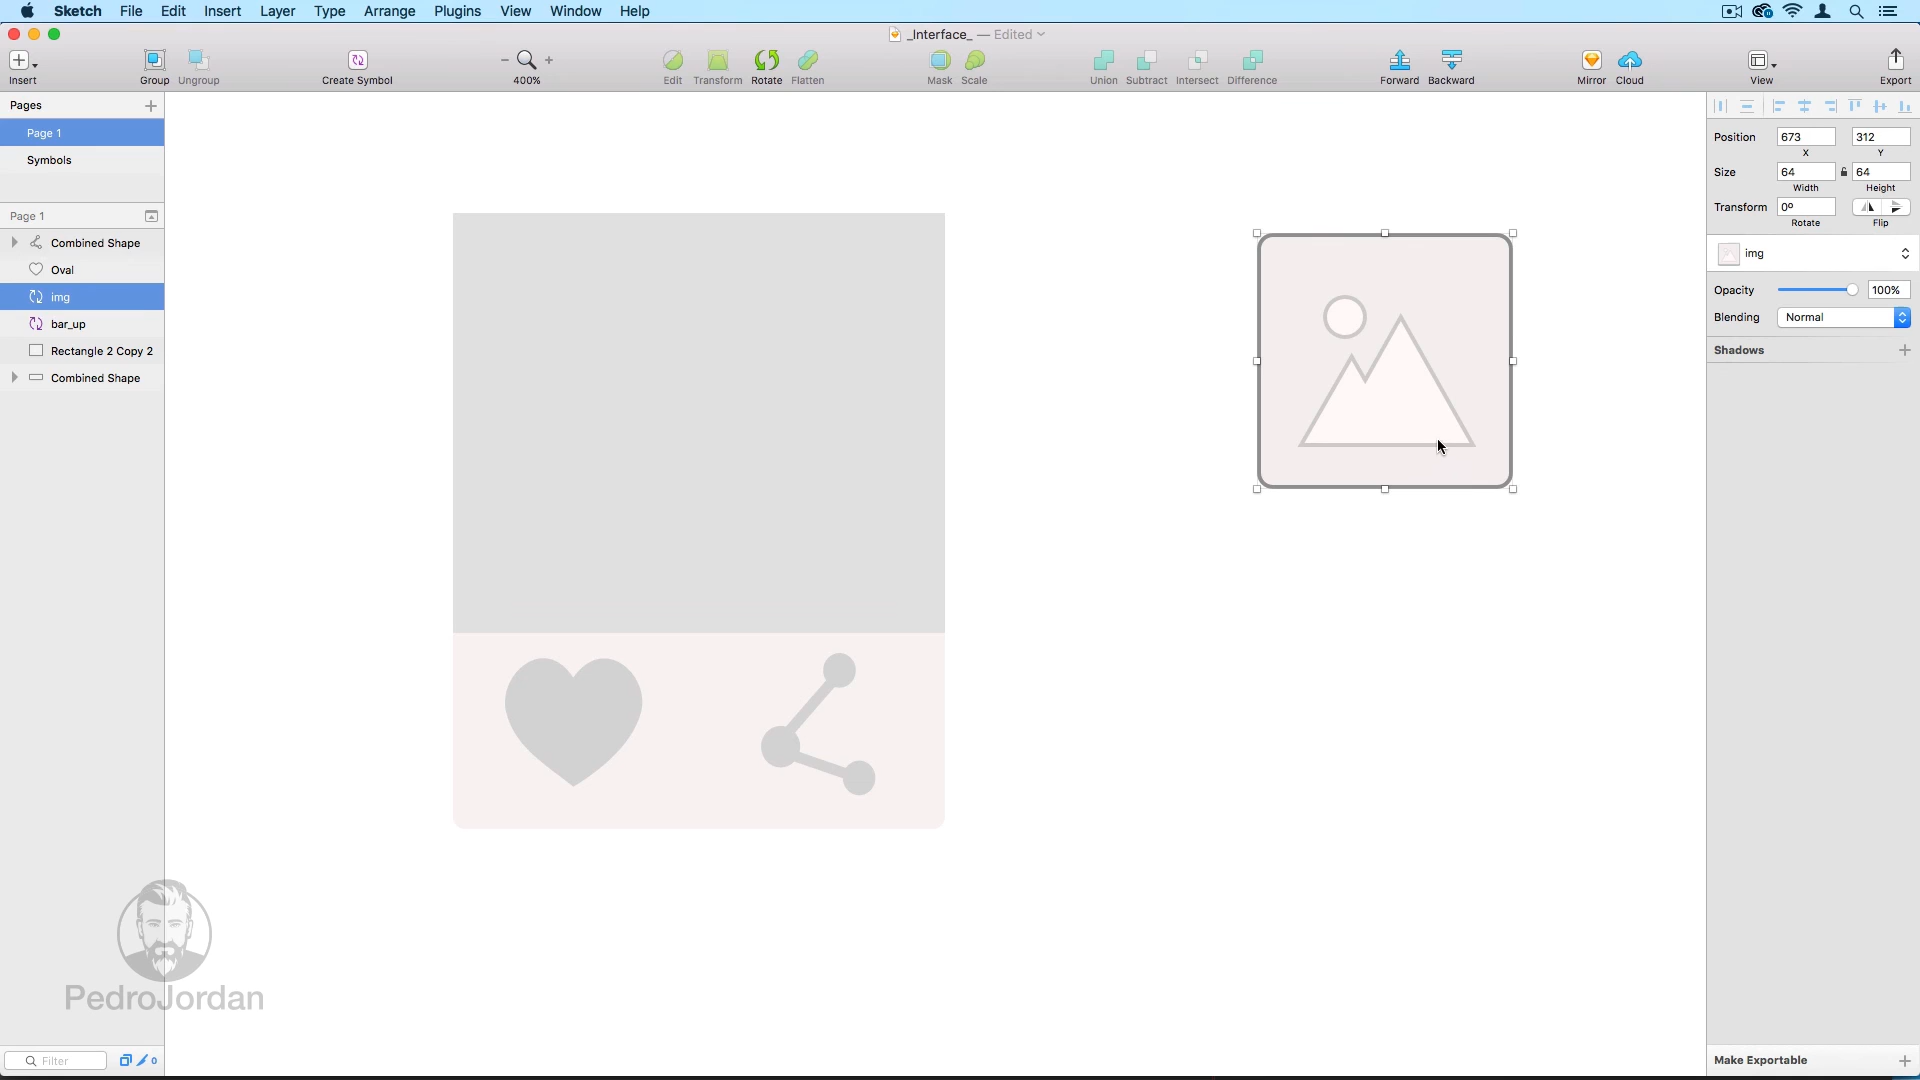 Sketch File Edit Insert Layer Type Arrange Plugins View Window Help
_Interface_ — Edited
Insert Group Ungroup Create Symbol 400% Edit Transform Rotate Flatten Mask Scale Union Subtract Intersect Difference Forward Backward Mirror Cloud View Export
Pages
Page 1
Symbols
Page 1
Combined Shape
Oval
img
bar_up
Rectangle 2 Copy 2
Combined Shape
Filter 0
Position 673 312
X Y
Size 64 64
Width Height
Transform 0º
Rotate Flip
img
Opacity 100%
Blending Normal
Shadows
Make Exportable
PedroJordan